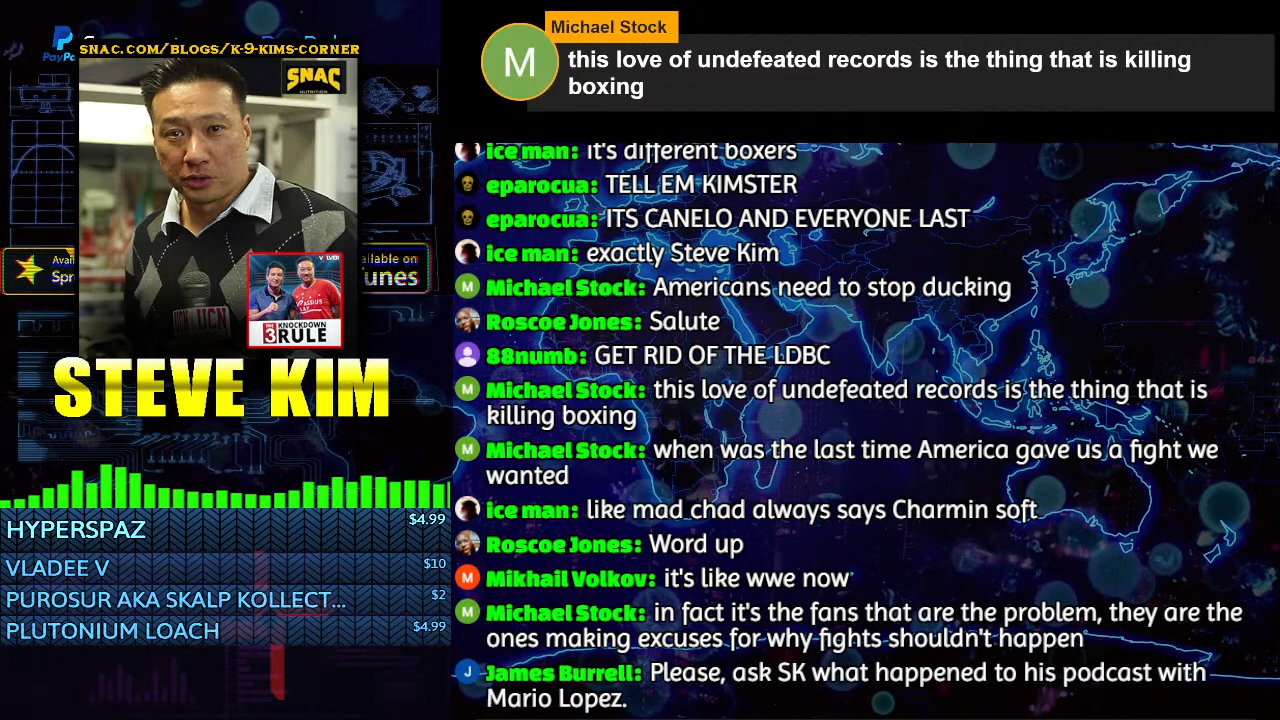 SNAC.COM/BLOGS/K-9-KIMS-CORNER
SNAC
NUTRITION
UCN
3 KNOCKDOWN
RULE
STEVE KIM
HYPERSPAZ $4.99
VLADEE V $10
PUROSUR AKA SKALP KOLLECT... $2
PLUTONIUM LOACH $4.99
Michael Stock
M
this love of undefeated records is the thing that is killing
boxing
ice man: it's different boxers
eparocua: TELL EM KIMSTER
eparocua: ITS CANELO AND EVERYONE LAST
ice man: exactly Steve Kim
M Michael Stock: Americans need to stop ducking
Roscoe Jones: Salute
88numb: GET RID OF THE LDBC
M Michael Stock: this love of undefeated records is the thing that is
killing boxing
M Michael Stock: when was the last time America gave us a fight we
wanted
ice man: like mad chad always says Charmin soft
Roscoe Jones: Word up
M Mikhail Volkov: it's like wwe now
M Michael Stock: in fact it's the fans that are the problem, they are the
ones making excuses for why fights shouldn't happen
J James Burrell: Please, ask SK what happened to his podcast with
Mario Lopez.